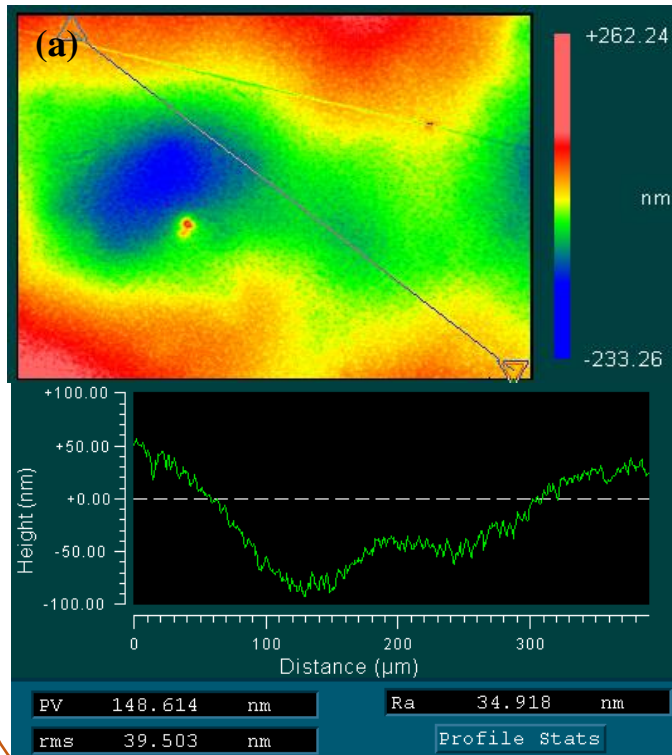 (a)
+262.24
nm
-233.26
+100.00
+50.00
+0.00
-50.00
-100.00
Height (nm)
0 100 200 300
Distance (µm)
PV 148.614 nm
Ra 34.918 nm
rms 39.503 nm
Profile Stats